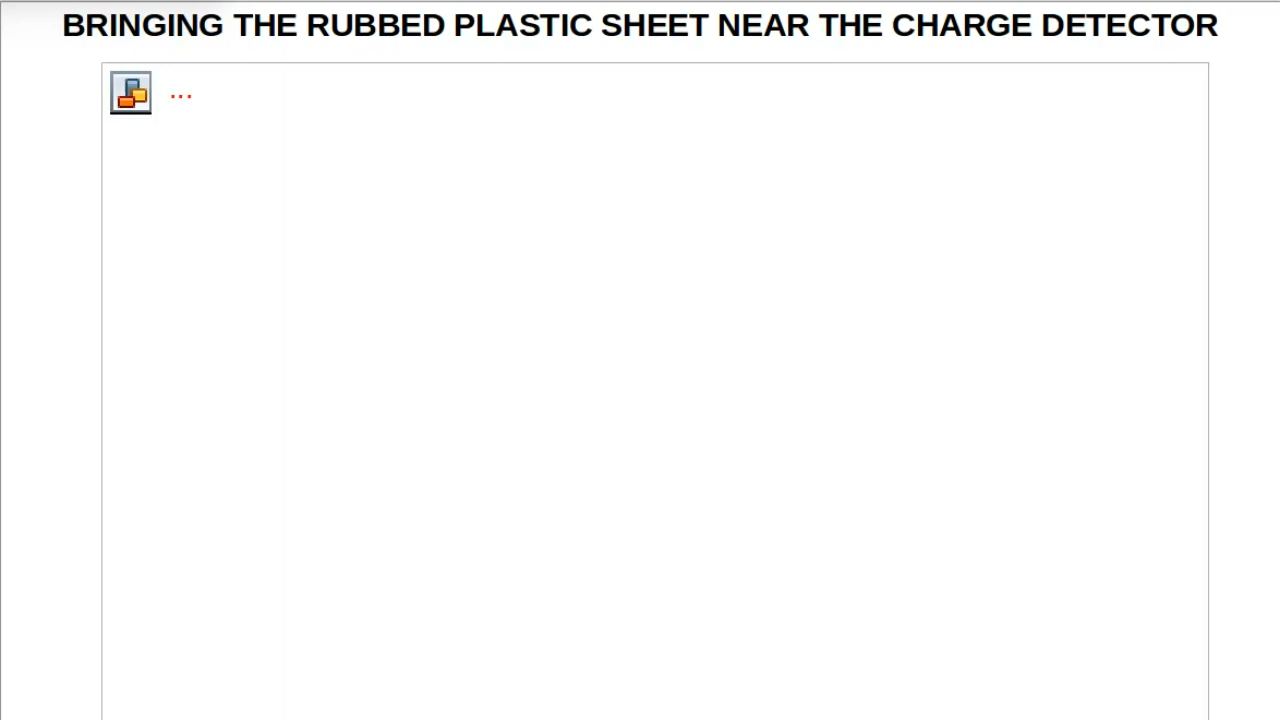 BRINGING THE RUBBED PLASTIC SHEET NEAR THE CHARGE DETECTOR
...